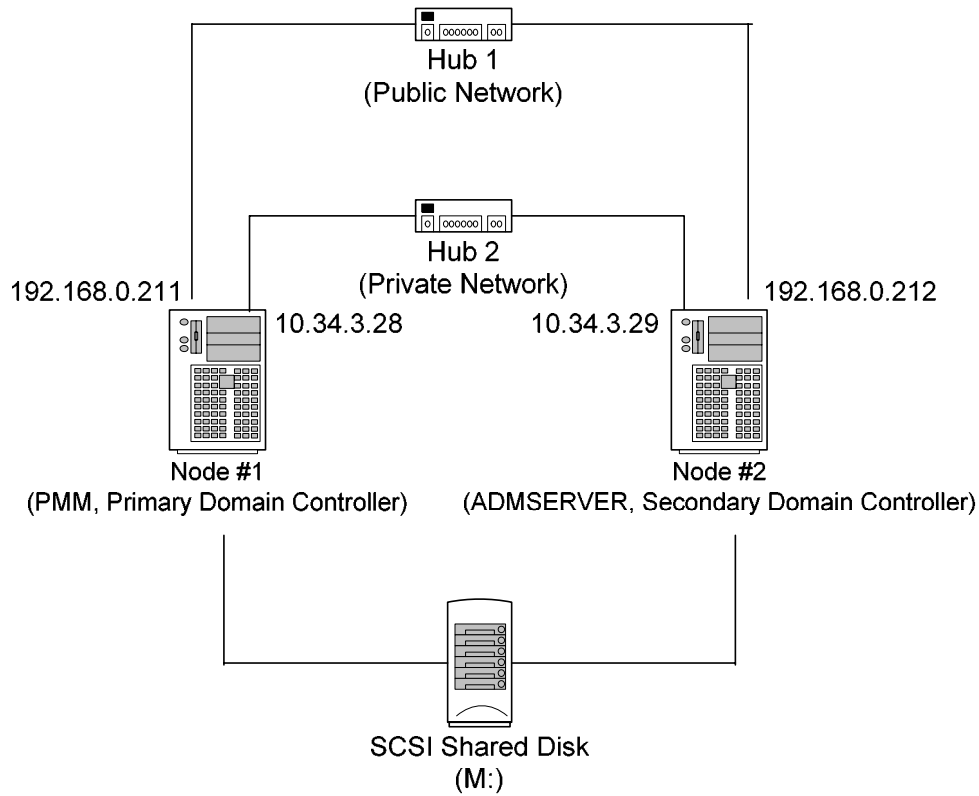 Hub 1
(Public Network)
Hub 2
(Private Network)
192.168.0.211
10.34.3.28
10.34.3.29
192.168.0.212
Node #1
(PMM, Primary Domain Controller)
Node #2
(ADMSERVER, Secondary Domain Controller)
SCSI Shared Disk
(M:)